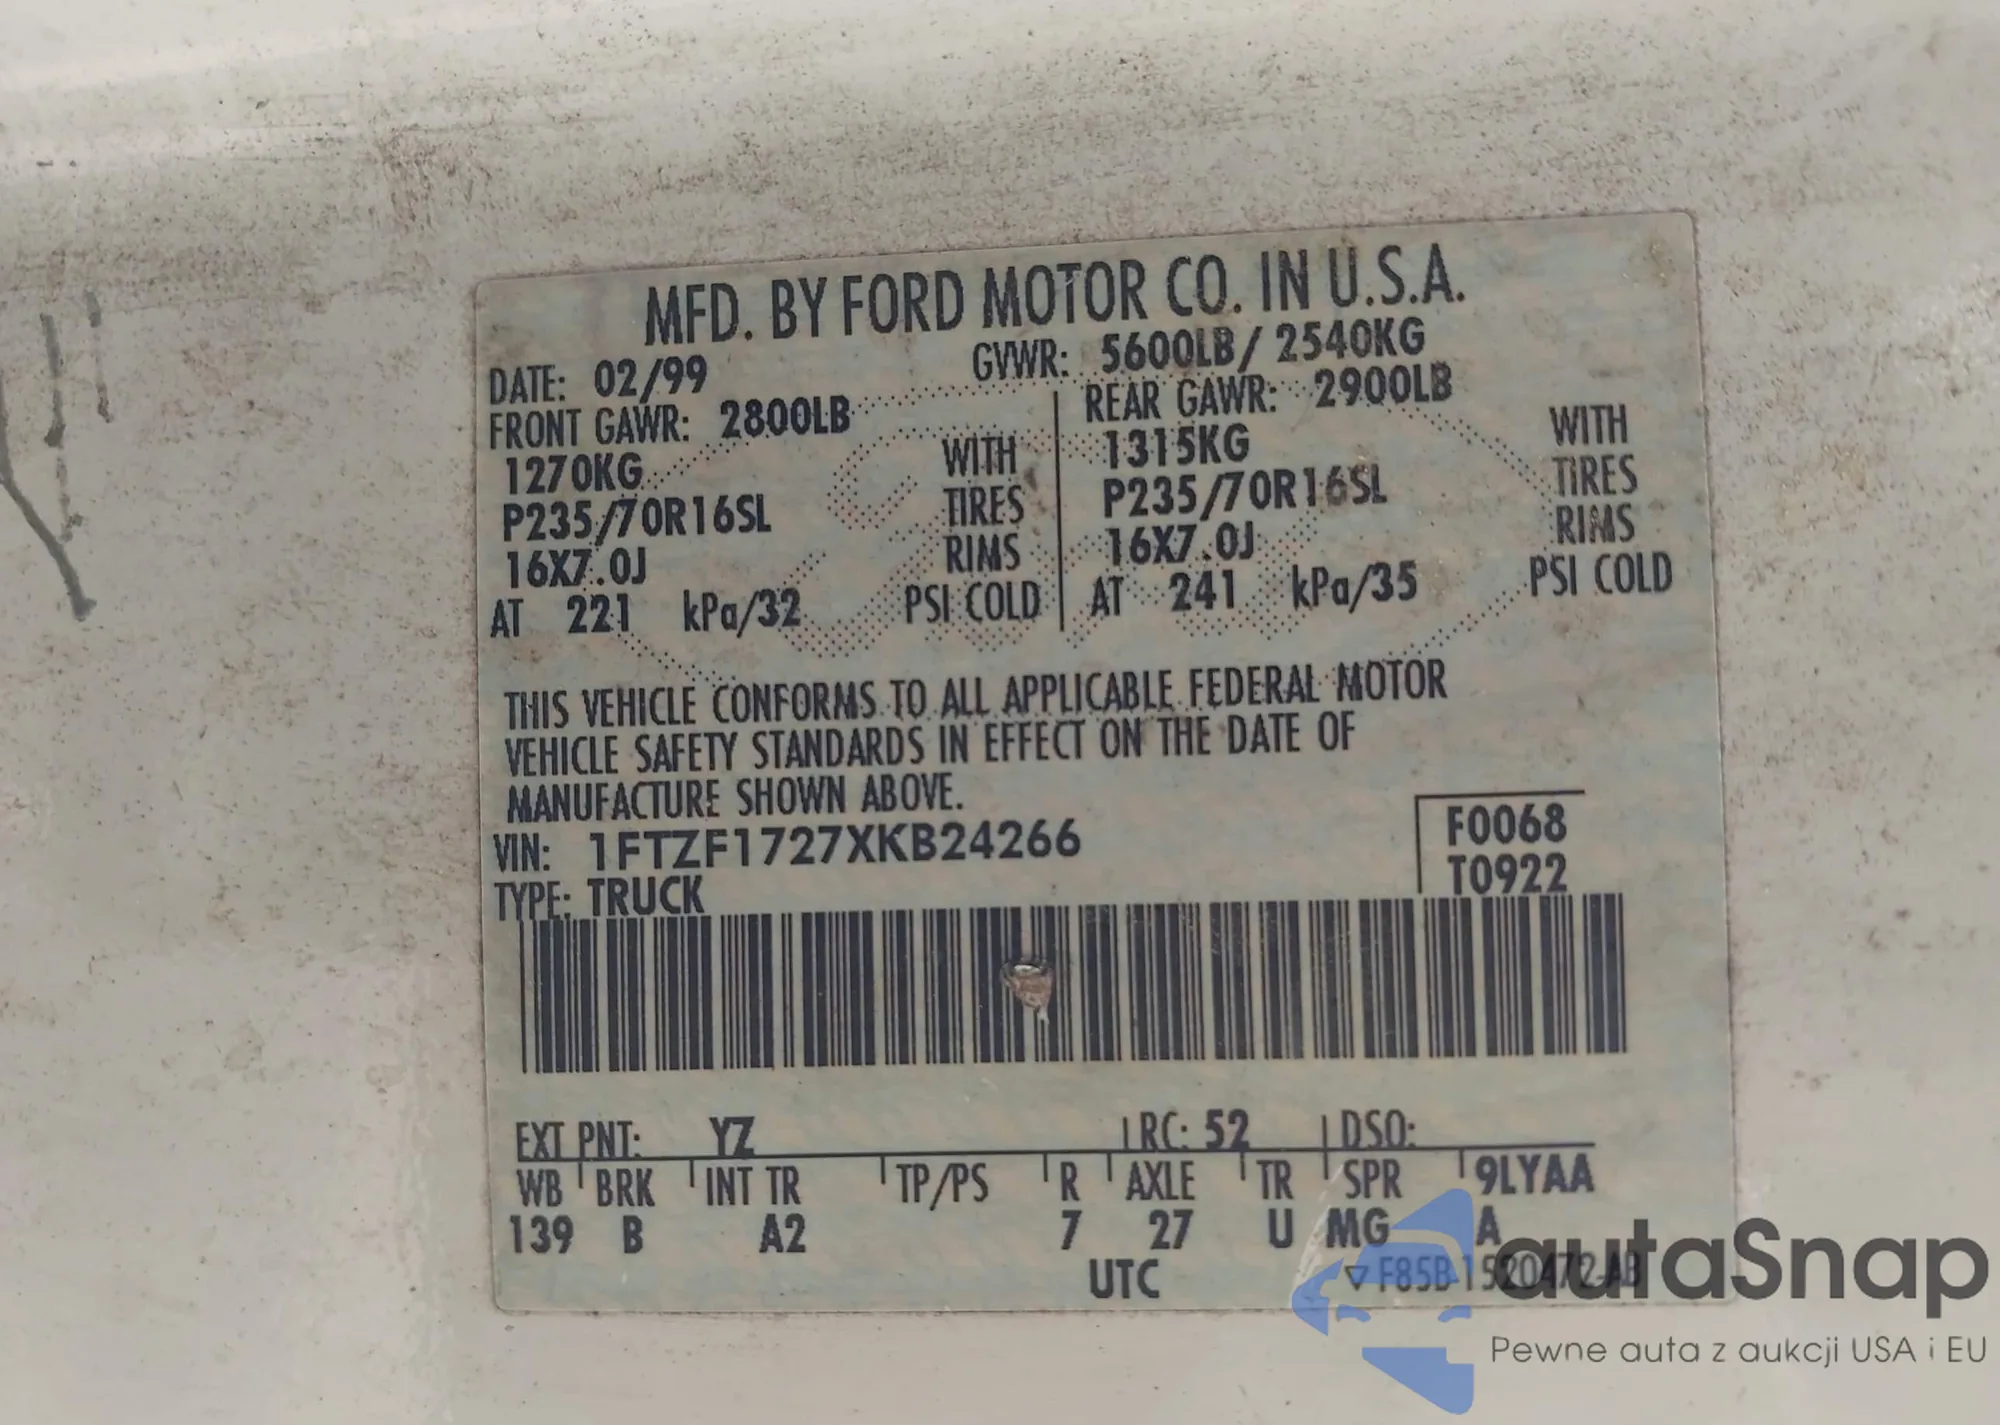 MFD. BY FORD MOTOR CO. IN U.S.A.
DATE: 02/99 GVWR: 5600LB/ 2540KG
FRONT GAWR: 2800LB REAR GAWR: 2900LB
1270KG WITH 1315KG WITH
P235/70R16SL TIRES P235/70R16SL TIRES
16X7.0J RIMS 16X7.0J RIMS
AT 221 kPa/32 PSI COLD AT 241 kPa/35 PSI COLD
THIS VEHICLE CONFORMS TO ALL APPLICABLE FEDERAL MOTOR
VEHICLE SAFETY STANDARDS IN EFFECT ON THE DATE OF
MANUFACTURE SHOWN ABOVE.
VIN: 1FTZF1727XKB24266 F0068
TYPE: TRUCK T0922
EXT PNT: YZ RC: 52 DSO:
WB BRK INT TR TP/PS R AXLE TR SPR 9LYAA
139 B A2 7 27 U MG A
UTC ▽ F85B-1520472-AB
autaSnap
Pewne auta z aukcji USA i EU